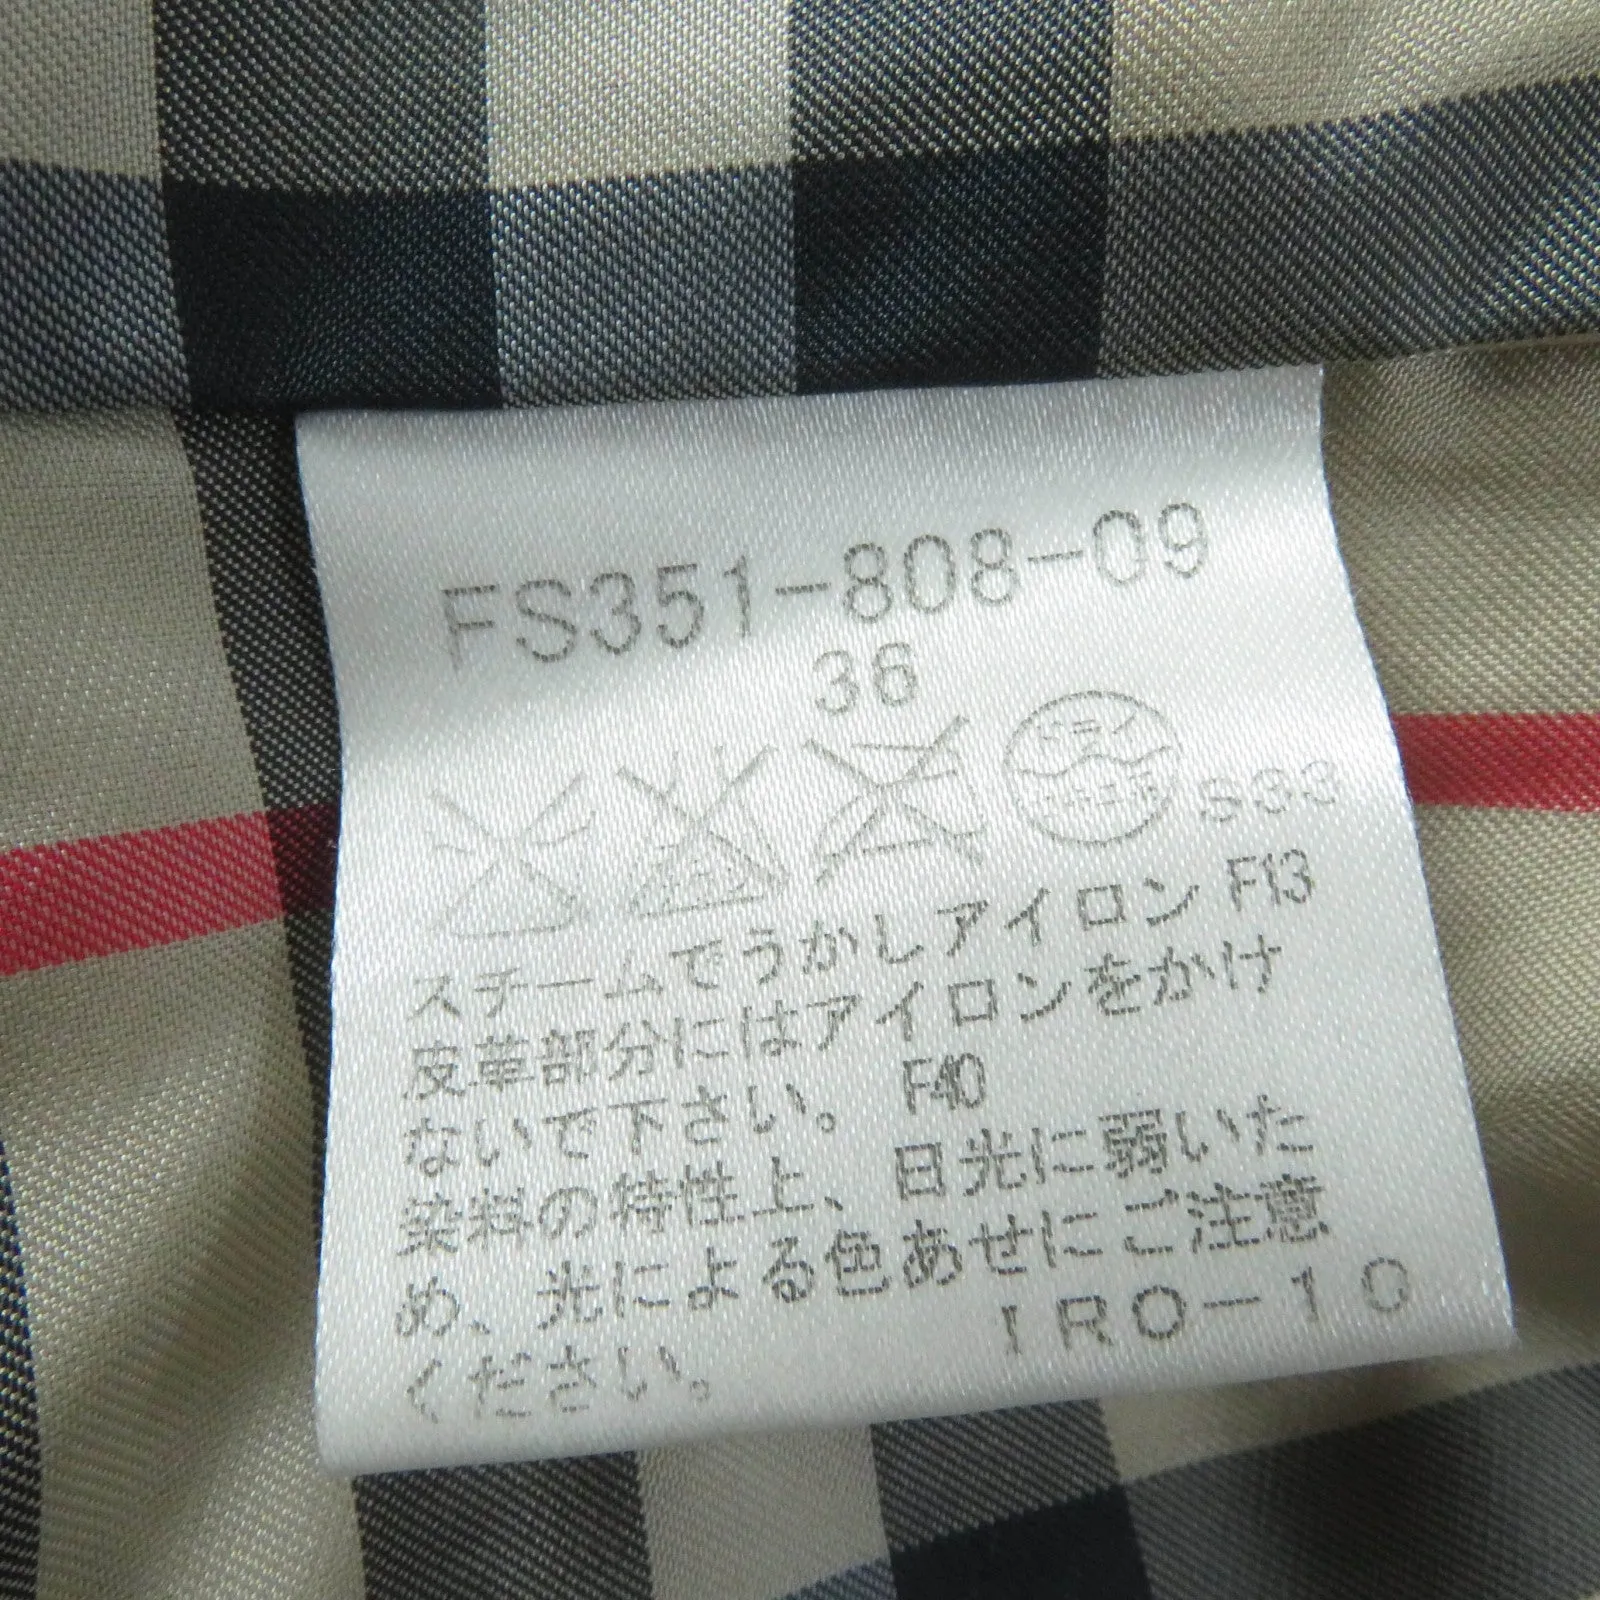 FS351-808-09
36
S33
スチームでうかしアイロン F13
皮革部分にはアイロンをかけ
ないで下さい。 F40
染料の特性上、日光に弱いた
め、光による色あせにご注意
ください。
IRO-10